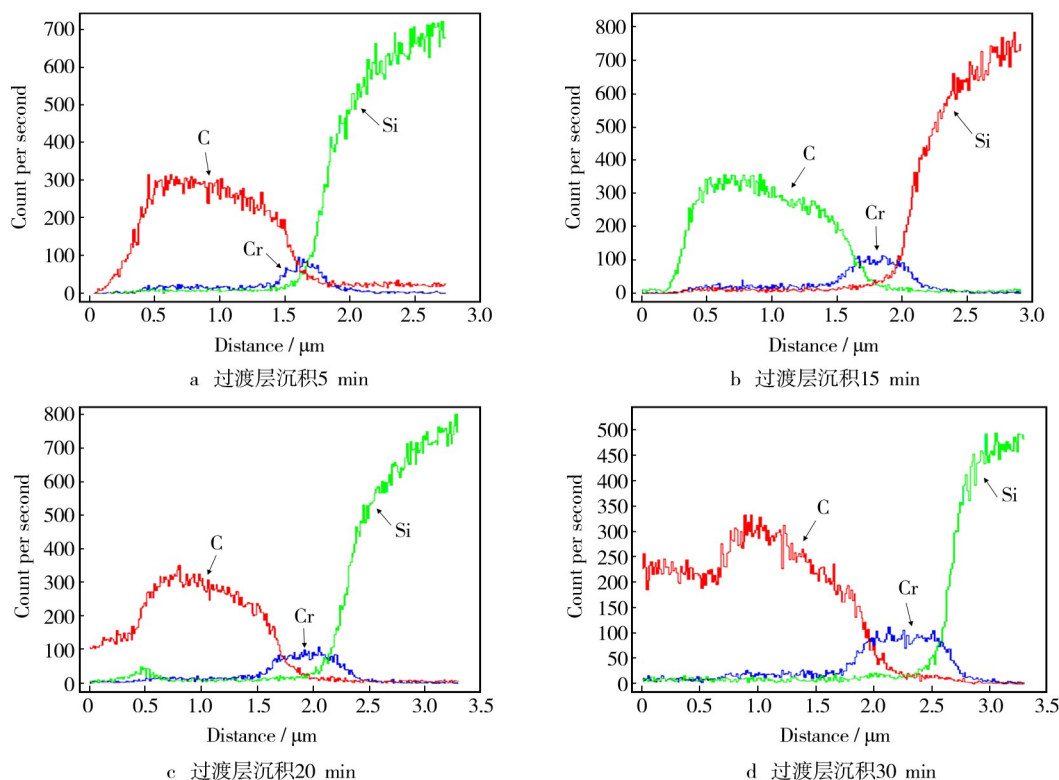 700
600
500
400
300
200
100
0
Count per second
C
Cr
Si
0 0.5 1.0 1.5 2.0 2.5 3.0
Distance / μm
a 过渡层沉积5 min
800
700
600
500
400
300
200
100
0
Count per second
C
Cr
Si
0 0.5 1.0 1.5 2.0 2.5 3.0
Distance / μm
b 过渡层沉积15 min
800
700
600
500
400
300
200
100
0
Count per second
C
Cr
Si
0 0.5 1.0 1.5 2.0 2.5 3.0 3.5
Distance / μm
c 过渡层沉积20 min
500
450
350
300
250
200
100
100
50
0
Count per second
C
Cr
Si
0 0.5 1.0 1.5 2.0 2.5 3.0 3.5
Distance / μm
d 过渡层沉积30 min